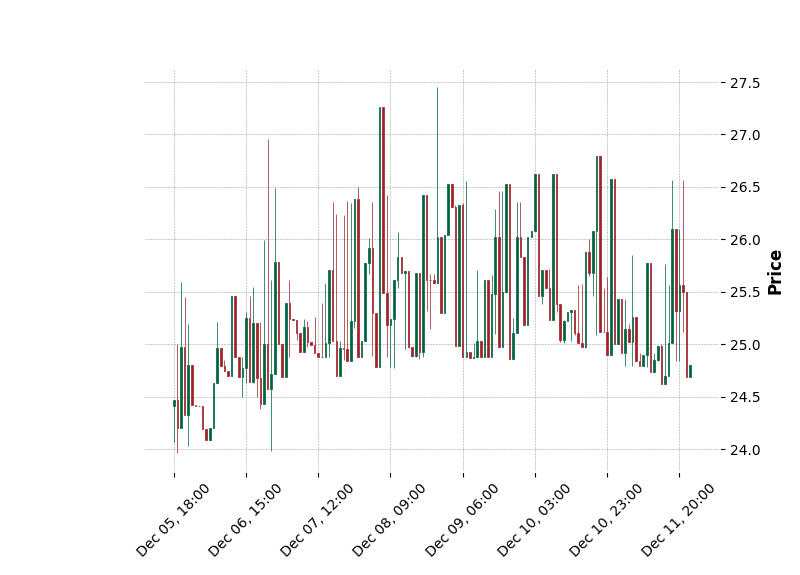 27.5
27.0
26.5
26.0
25.5
25.0
24.5
24.0
Price
Dec 05, 18:00
Dec 06, 15:00
Dec 07, 12:00
Dec 08, 09:00
Dec 09, 06:00
Dec 10, 03:00
Dec 10, 23:00
Dec 11, 20:00